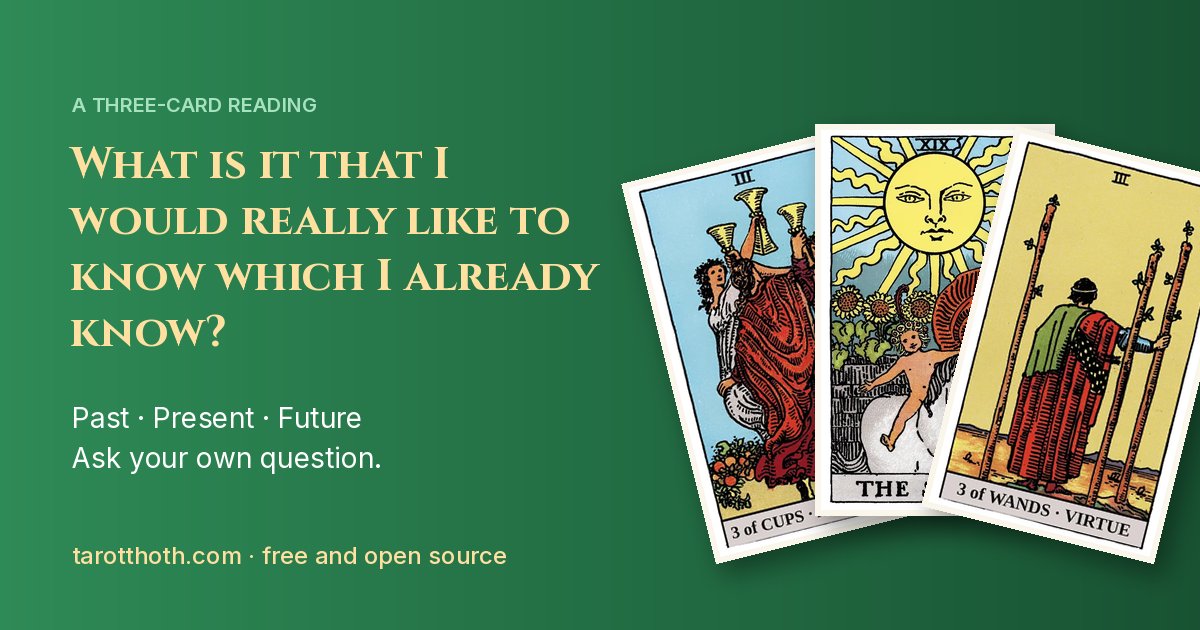 A THREE-CARD READING
What is it that I
would really like to
know which I already
know?
Past · Present · Future
Ask your own question.
tarotthoth.com · free and open source
III
3 of CUPS ·
XIX
THE
III
3 of WANDS · VIRTUE